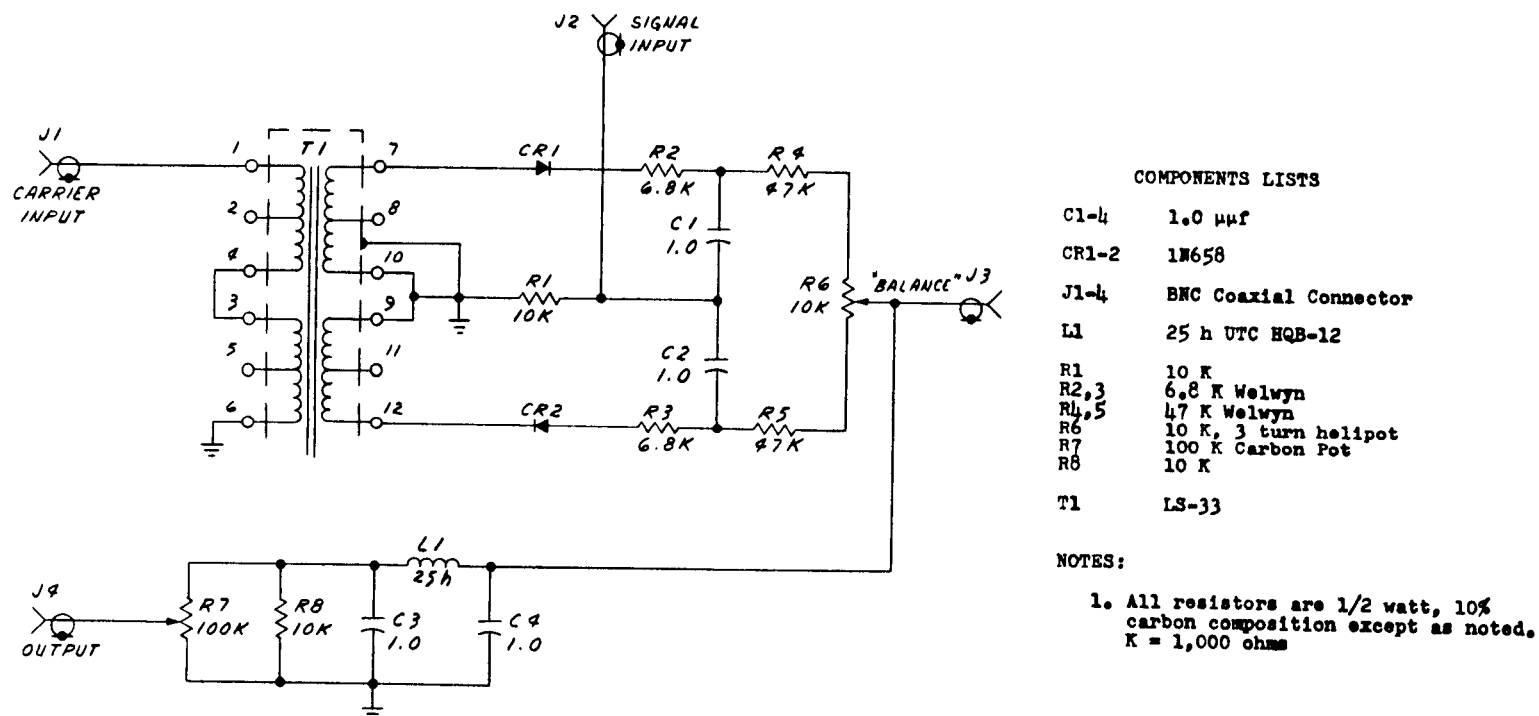 J2 SIGNAL
INPUT
J1
CARRIER
INPUT
1 T1 7
2 8
4 10
3 9
5 11
6 12
CR1
R2
6.8K
R4
47K
C1
1.0
R1
10K
R6
10K
"BALANCE" J3
C2
1.0
CR2
R3
6.8K
R5
47K
J4
OUTPUT
R7
100K
R8
10K
C3
1.0
L1
25h
C4
1.0
COMPONENTS LISTS
C1-4 1.0 μμf
CR1-2 1N658
J1-4 BNC Coaxial Connector
L1 25 h UTC HQB-12
R1 10 K
R2,3 6.8 K Welwyn
R4,5 47 K Welwyn
R6 10 K, 3 turn helipot
R7 100 K Carbon Pot
R8 10 K
T1 LS-33
NOTES:
1. All resistors are 1/2 watt, 10%
carbon composition except as noted.
K = 1,000 ohms